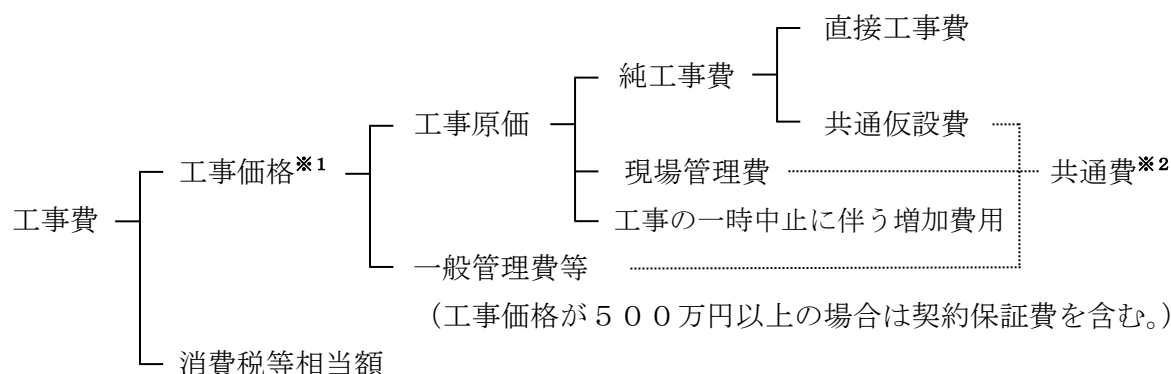 直接工事費
純工事費
工事原価
共通仮設費
工事価格※1
現場管理費
共通費※2
工事費
工事の一時中止に伴う増加費用
一般管理費等
(工事価格が500万円以上の場合は契約保証費を含む。)
消費税等相当額